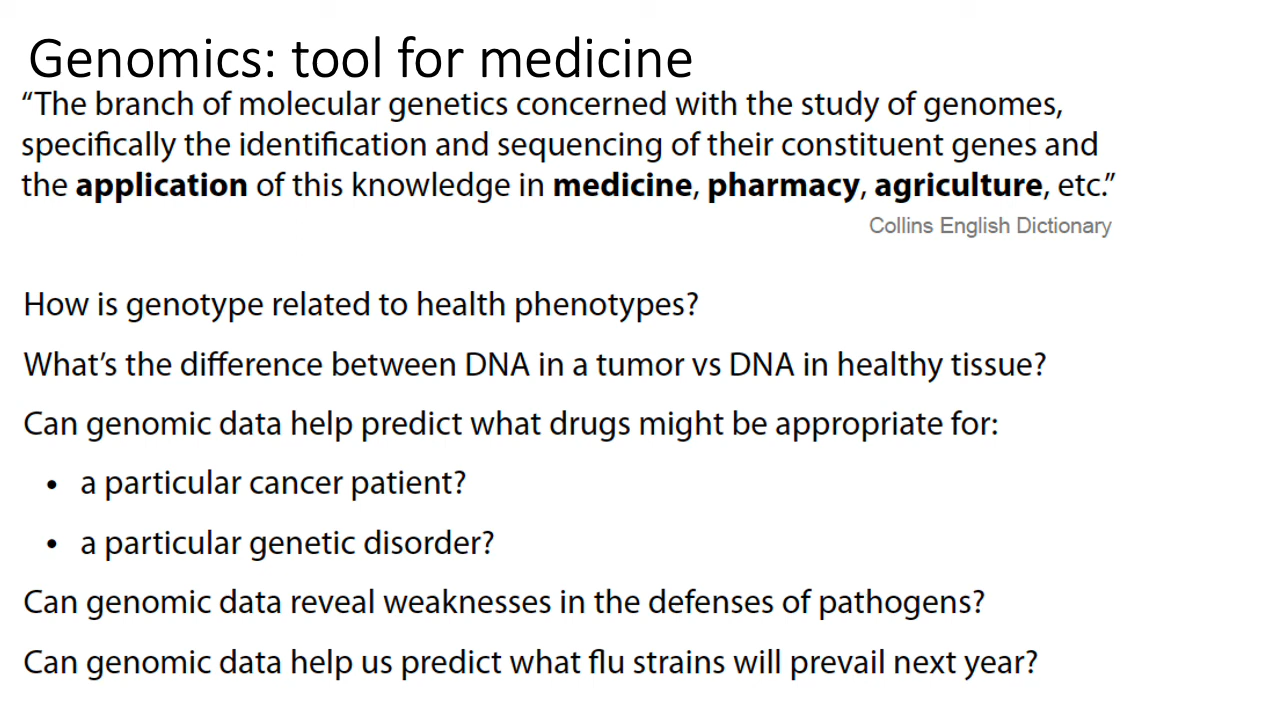 Genomics: tool for medicine
“The branch of molecular genetics concerned with the study of genomes,
specifically the identification and sequencing of their constituent genes and
the application of this knowledge in medicine, pharmacy, agriculture, etc.”
Collins English Dictionary
How is genotype related to health phenotypes?
What’s the difference between DNA in a tumor vs DNA in healthy tissue?
Can genomic data help predict what drugs might be appropriate for:
• a particular cancer patient?
• a particular genetic disorder?
Can genomic data reveal weaknesses in the defenses of pathogens?
Can genomic data help us predict what flu strains will prevail next year?